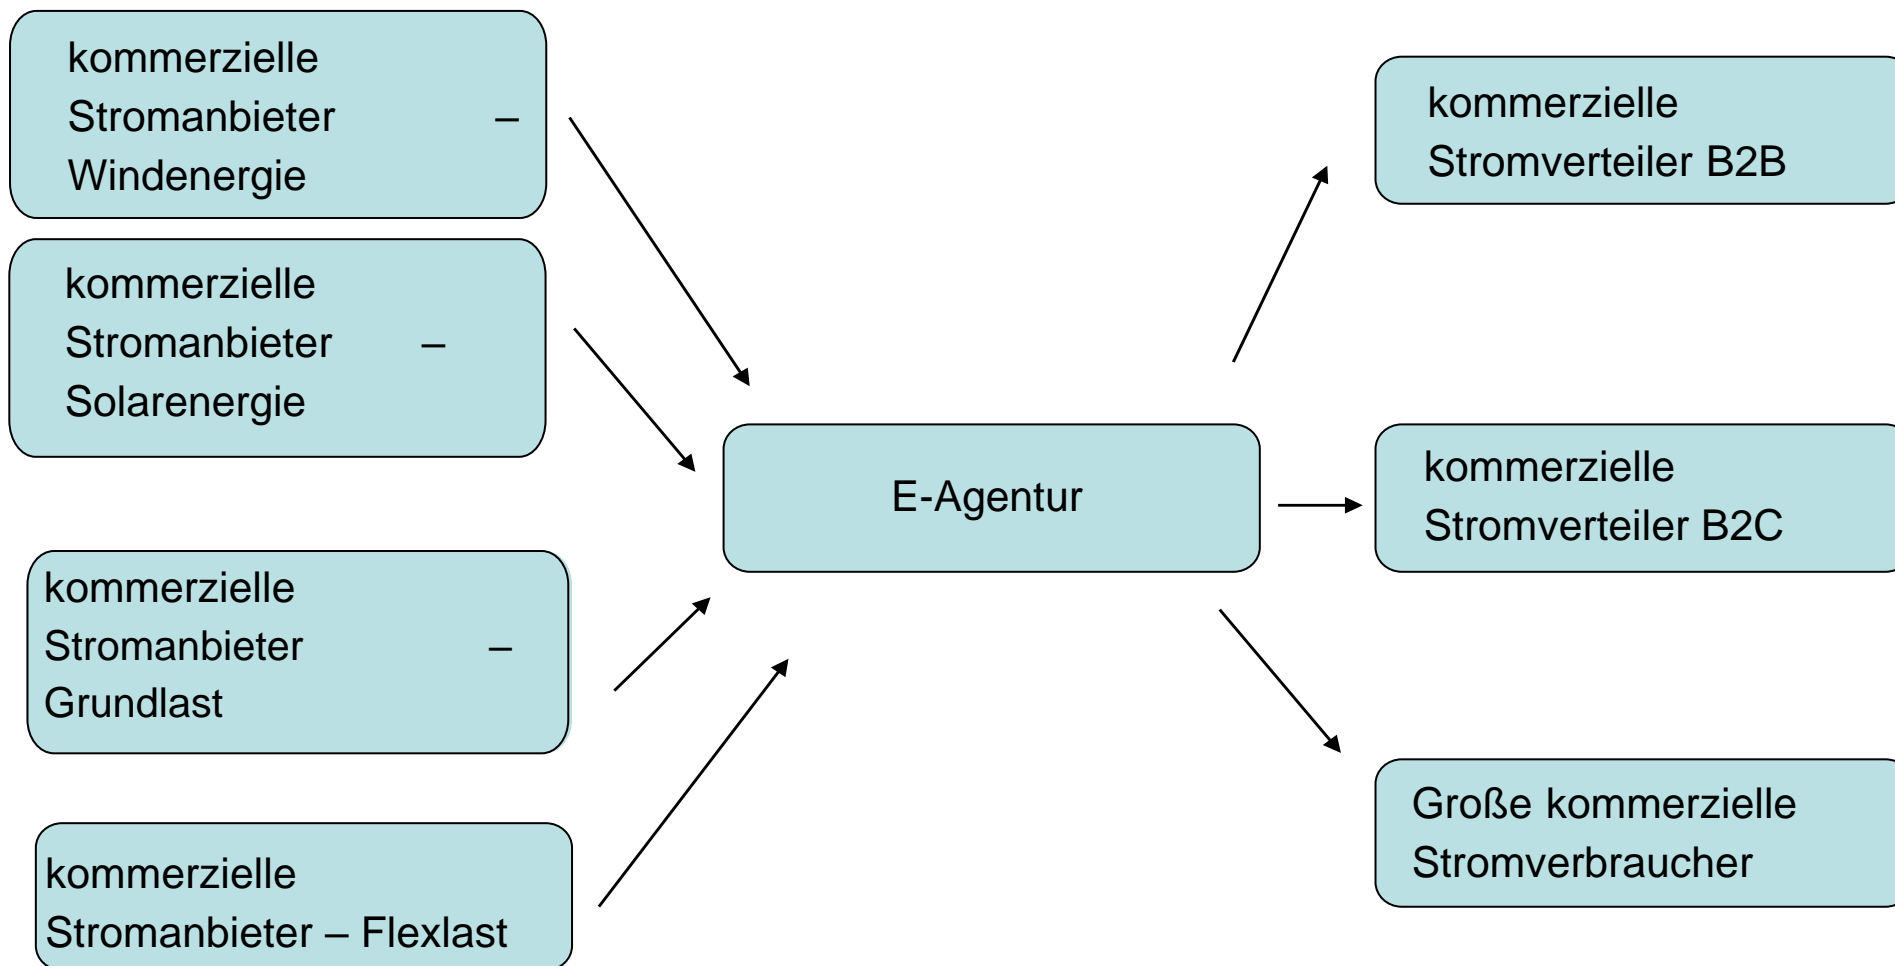 kommerzielle
Stromanbieter –
Windenergie
kommerzielle
Stromanbieter –
Solarenergie
kommerzielle
Stromanbieter –
Grundlast
kommerzielle
Stromanbieter – Flexlast
E-Agentur
kommerzielle
Stromverteiler B2B
kommerzielle
Stromverteiler B2C
Große kommerzielle
Stromverbraucher